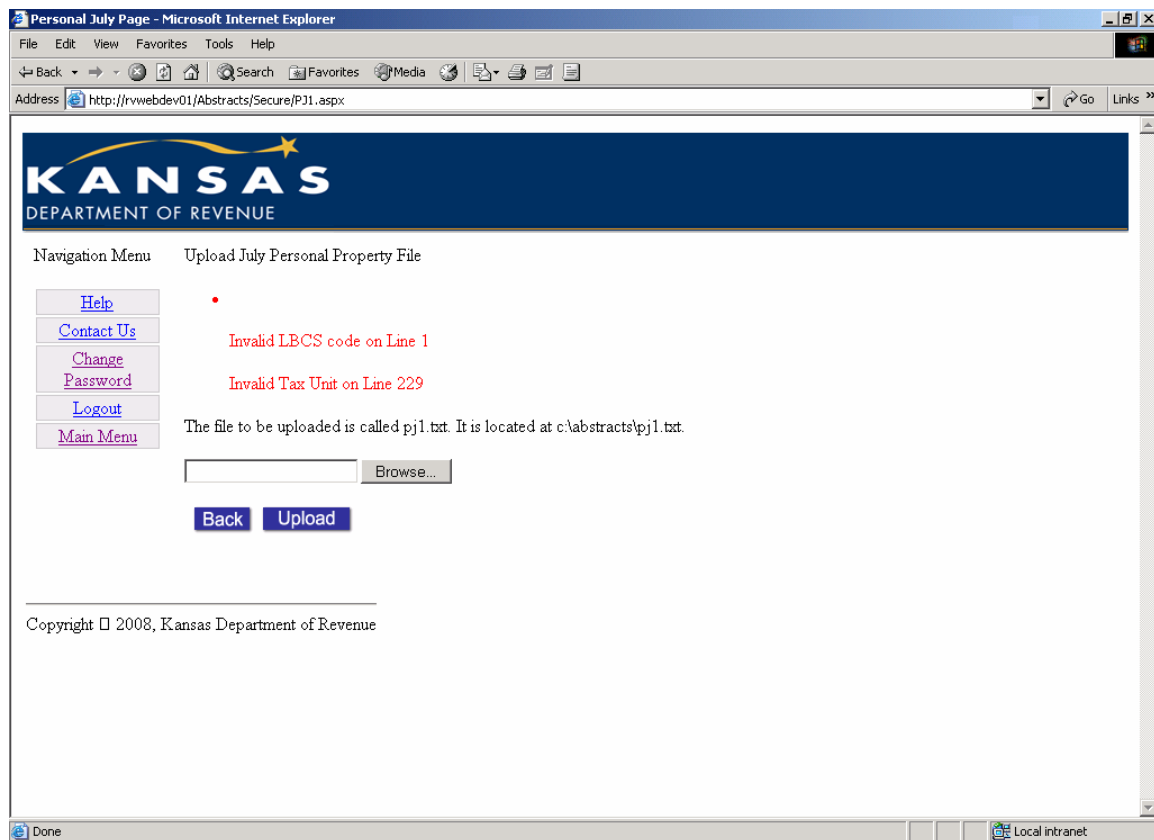 Personal July Page - Microsoft Internet Explorer
File Edit View Favorites Tools Help
Back Search Favorites Media
Address http://rvwebdev01/Abstracts/Secure/PJ1.aspx Go Links »
KANSAS
DEPARTMENT OF REVENUE
Navigation Menu
Help
Contact Us
Change
Password
Logout
Main Menu
Upload July Personal Property File
Invalid LBCS code on Line 1
Invalid Tax Unit on Line 229
The file to be uploaded is called pj1.txt. It is located at c:\abstracts\pj1.txt.
Browse...
Back Upload
Copyright □ 2008, Kansas Department of Revenue
Done Local intranet